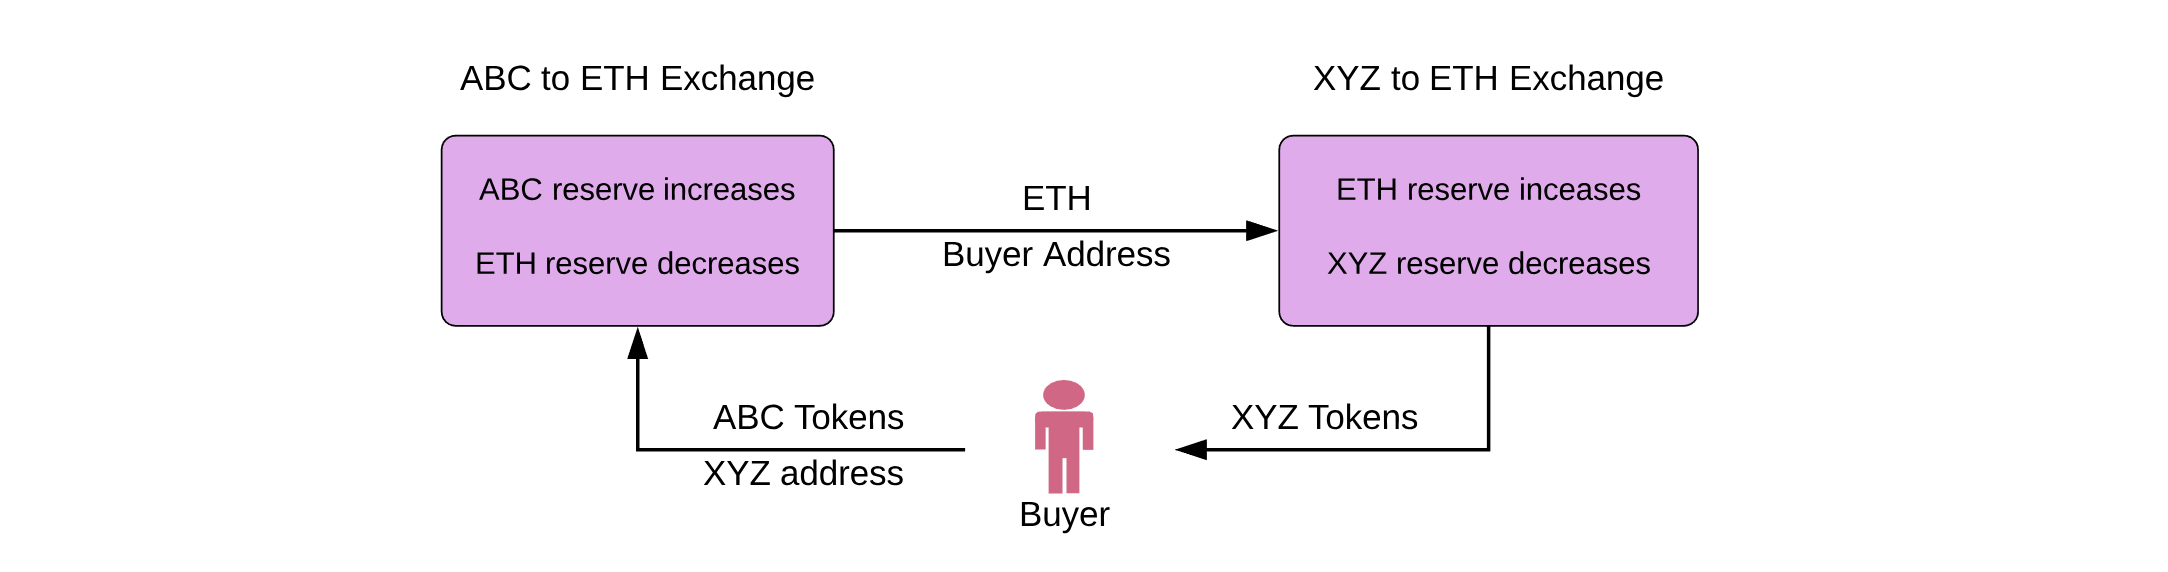 ABC to ETH Exchange
XYZ to ETH Exchange
ABC reserve increases
ETH reserve decreases
ETH
Buyer Address
ETH reserve inceases
XYZ reserve decreases
ABC Tokens
XYZ address
XYZ Tokens
Buyer